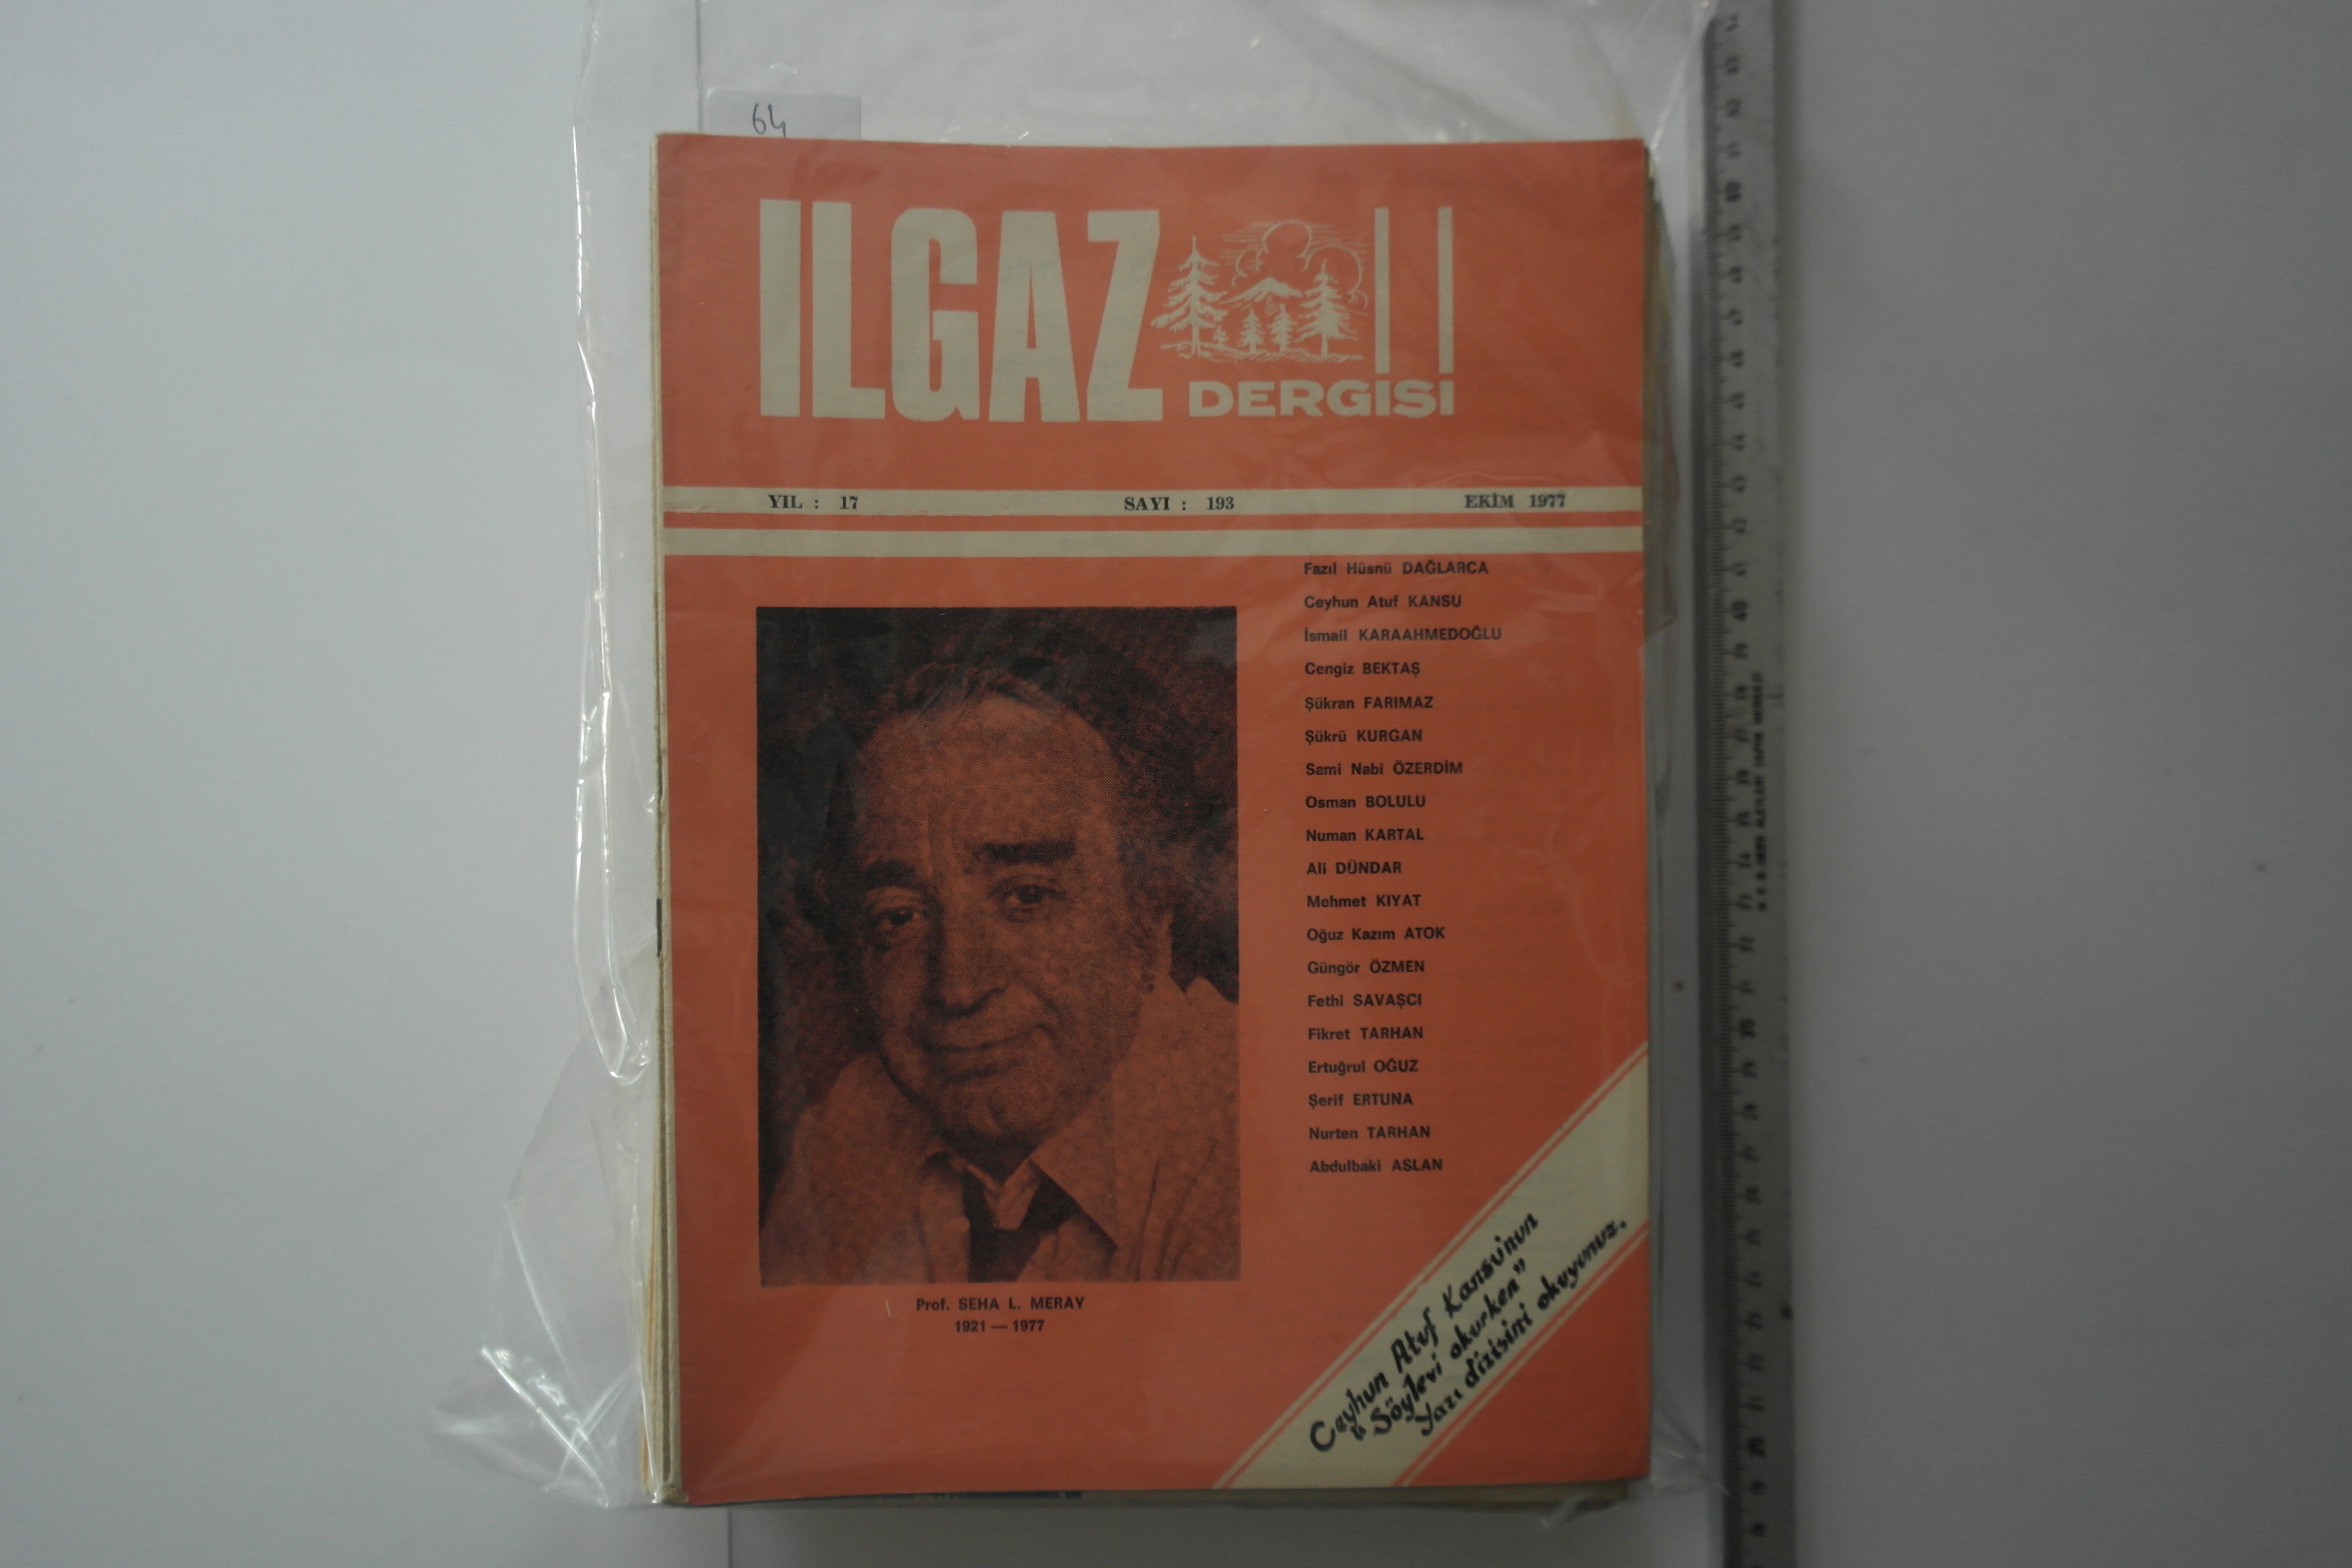 64
ILGAZ
DERGİSİ
YIL : 17 SAYI : 193 EKİM 1977
Fazıl Hüsnü DAĞLARCA
Ceyhun Atuf KANSU
İsmail KARAAHMEDOĞLU
Cengiz BEKTAŞ
Şükran FARIMAZ
Şükrü KURGAN
Sami Nabi ÖZERDİM
Osman BOLULU
Numan KARTAL
Ali DÜNDAR
Mehmet KIYAT
Oğuz Kazım ATOK
Güngör ÖZMEN
Fethi SAVAŞCI
Fikret TARHAN
Ertuğrul OĞUZ
Şerif ERTUNA
Nurten TARHAN
Abdulbaki ASLAN
Prof. SEHA L. MERAY
1921 — 1977
Ceyhun Atuf Kansu'nun
"Söylevi okurken"
Yazı dizisini okuyunuz.